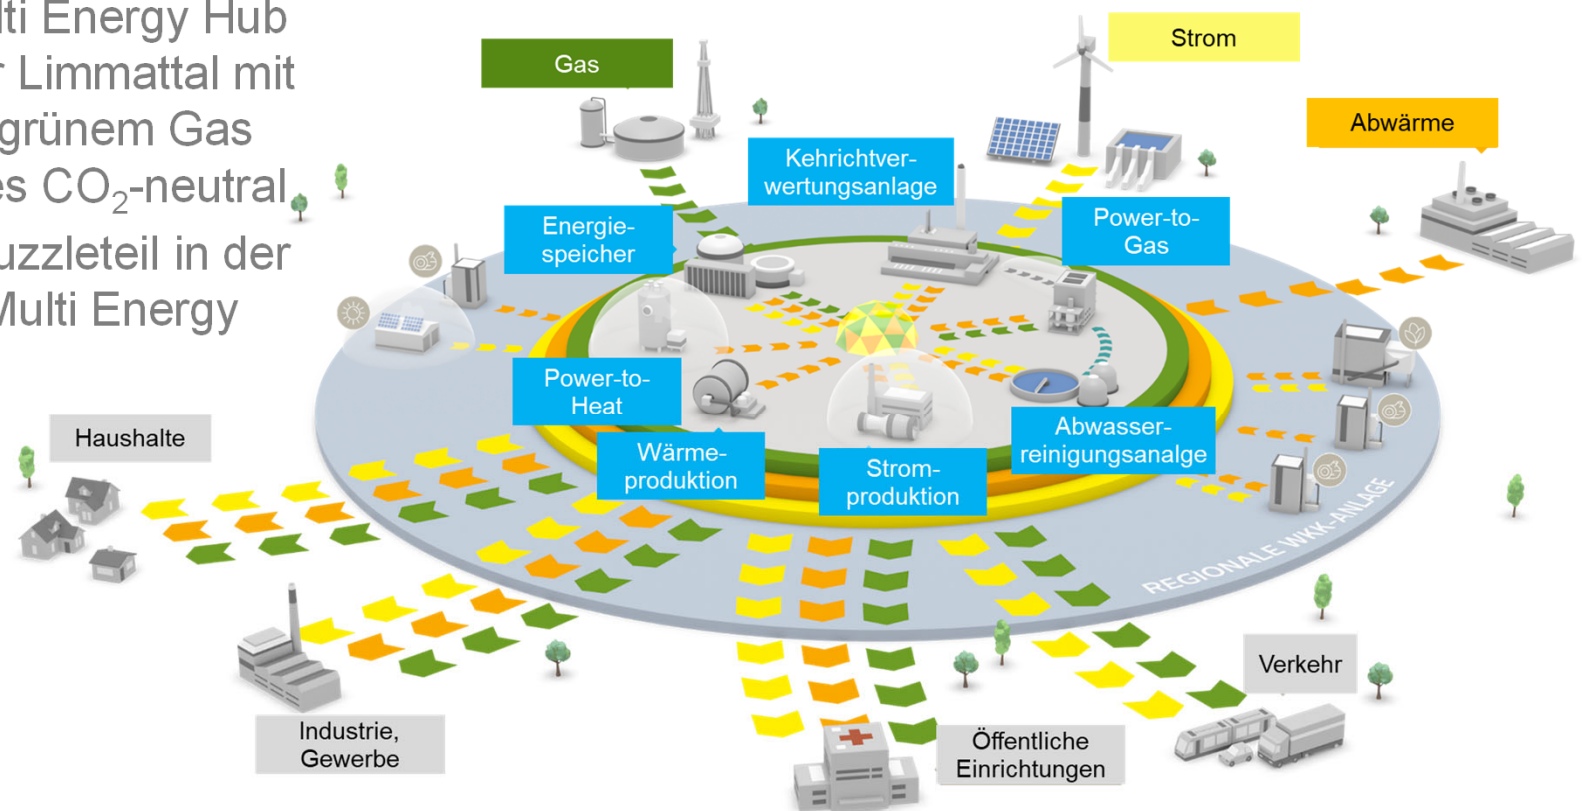 lti Energy Hub
r Limmattal mit
grünem Gas
es CO₂-neutral
uzzleteil in der
Multi Energy
Gas
Strom
Abwärme
Kehrichtver-
wertungsanlage
Energie-
speicher
Power-to-
Gas
Power-to-
Heat
Wärme-
produktion
Strom-
produktion
Abwasser-
reinigungsanalge
Haushalte
REGIONALE WKK-ANLAGE
Industrie,
Gewerbe
Öffentliche
Einrichtungen
Verkehr